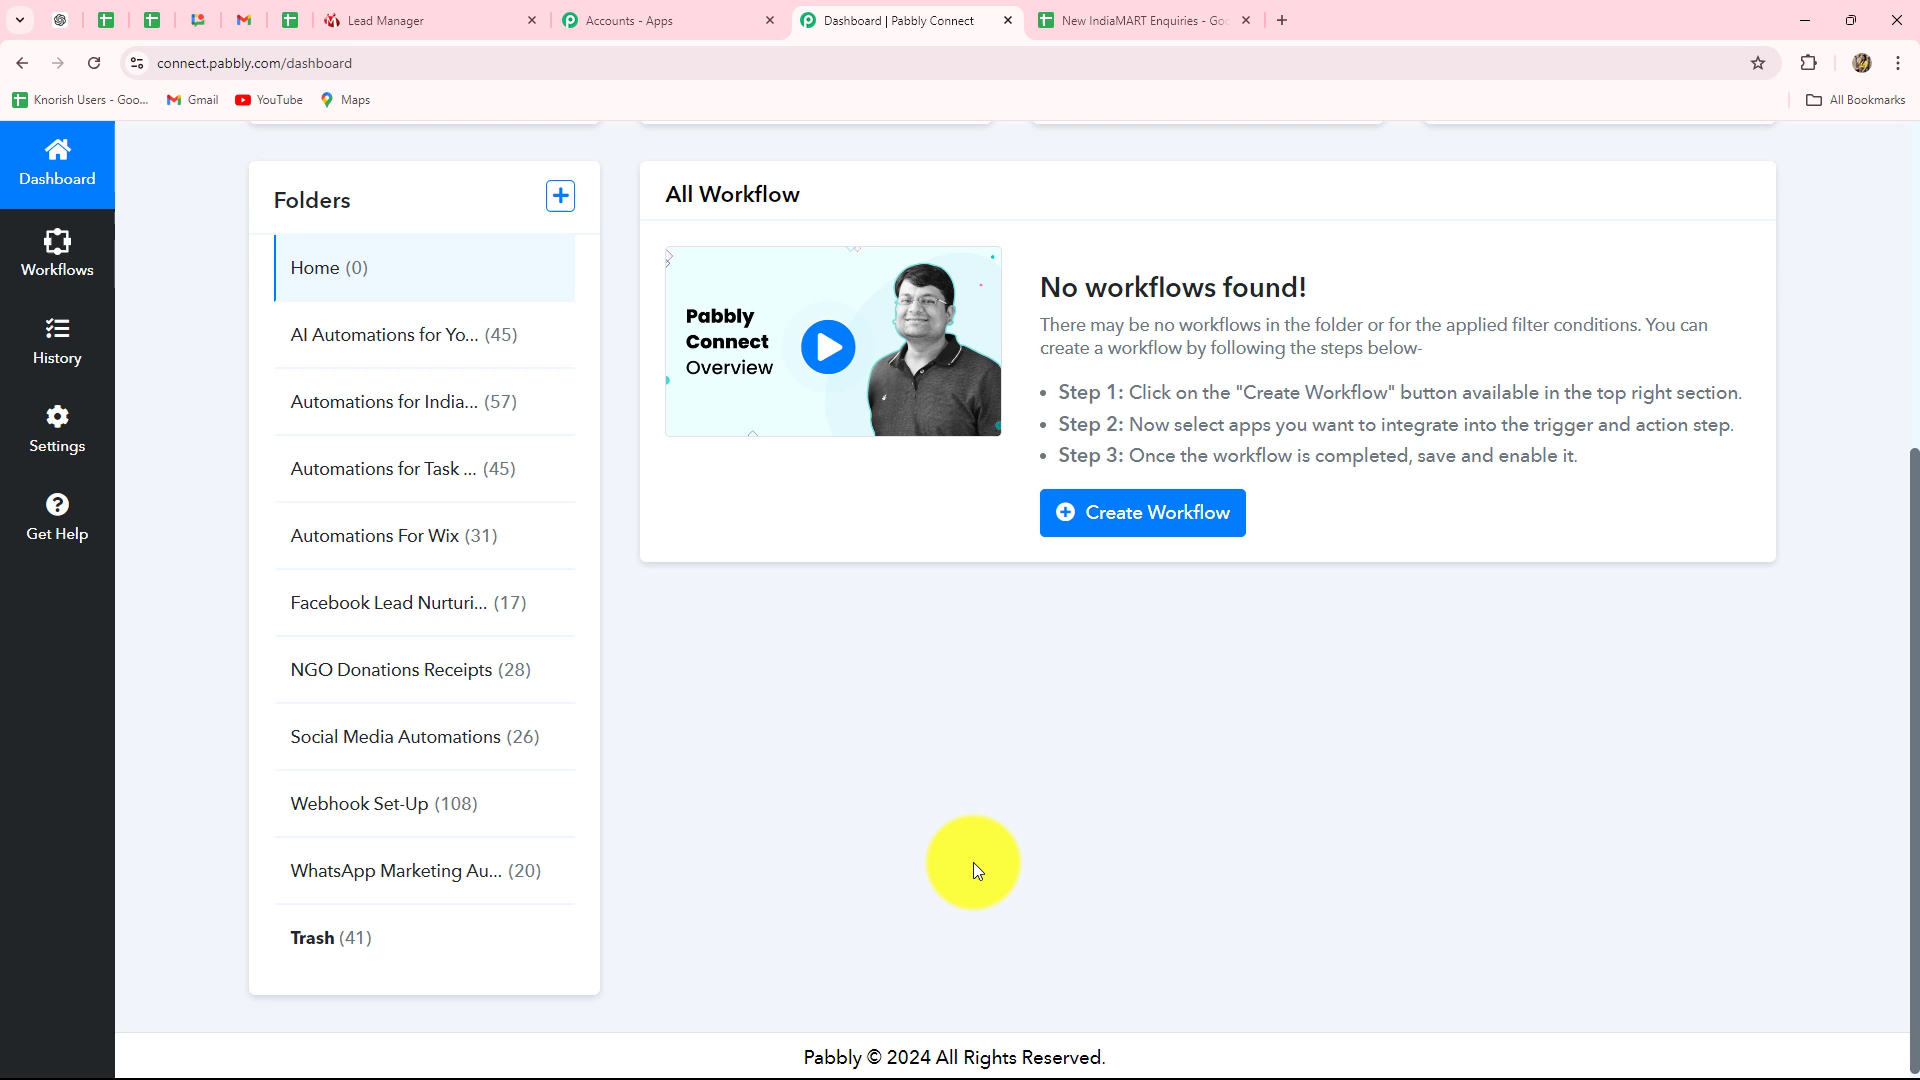 Lead Manager
Accounts - Apps
Dashboard | Pabbly Connect
New IndiaMART Enquiries - Goo
connect.pabbly.com/dashboard
Knorish Users - Goo...
Gmail
YouTube
Maps
All Bookmarks
Dashboard
Workflows
History
Settings
Get Help
Folders
Home (0)
AI Automations for Yo... (45)
Automations for India... (57)
Automations for Task ... (45)
Automations For Wix (31)
Facebook Lead Nurturi... (17)
NGO Donations Receipts (28)
Social Media Automations (26)
Webhook Set-Up (108)
WhatsApp Marketing Au... (20)
Trash (41)
All Workflow
Pabbly
Connect
Overview
No workflows found!
There may be no workflows in the folder or for the applied filter conditions. You can
create a workflow by following the steps below-
• Step 1: Click on the "Create Workflow" button available in the top right section.
• Step 2: Now select apps you want to integrate into the trigger and action step.
• Step 3: Once the workflow is completed, save and enable it.
Create Workflow
Pabbly © 2024 All Rights Reserved.